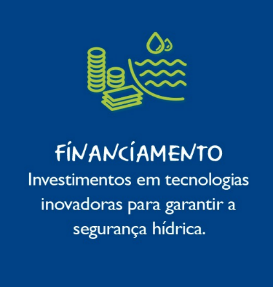 FINANCIAMENTO
Investimentos em tecnologias
inovadoras para garantir a
segurança hídrica.